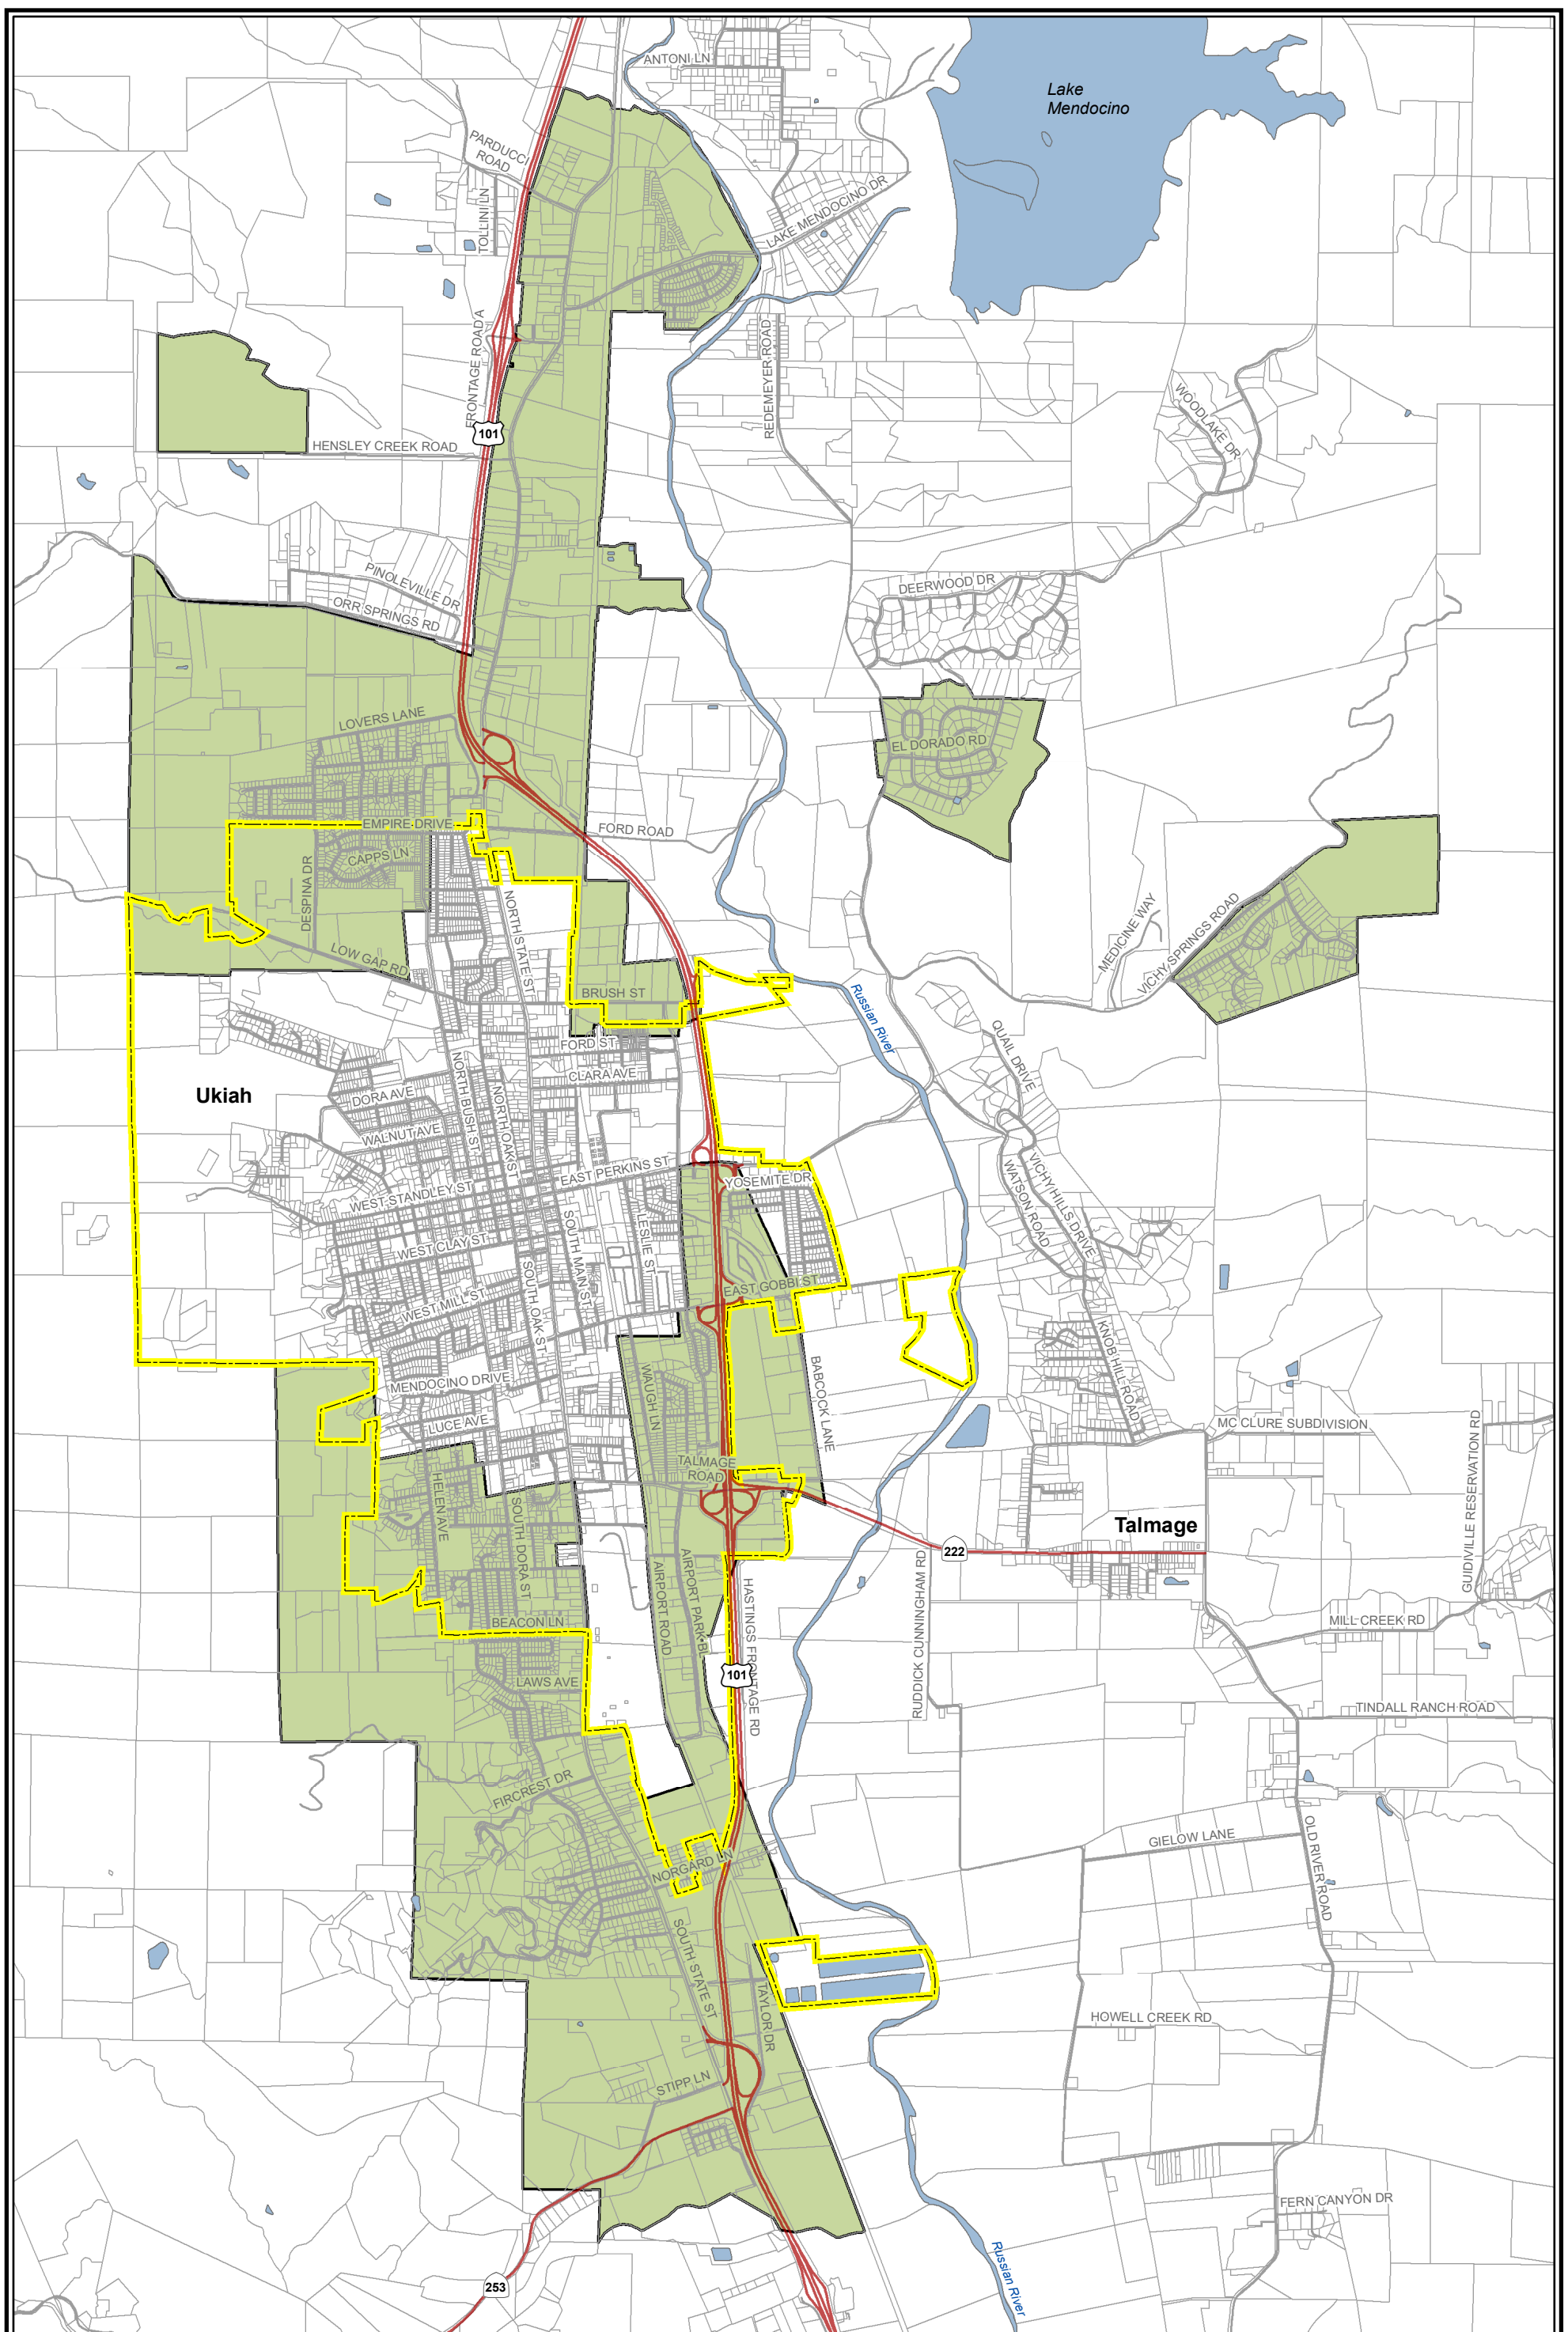 ANTONI LN
Lake
Mendocino
PARDUCCI
ROAD
TOLLINI LN
LAKE MENDOCINO DR
FRONTAGE ROAD A
REDEMEYER ROAD
WOODLAKE DR
101
HENSLEY CREEK ROAD
PINOLEVILLE DR
ORR SPRINGS RD
DEERWOOD DR
LOVERS LANE
EL DORADO RD
EMPIRE DRIVE
FORD ROAD
CAPPS LN
DESPINA DR
NORTH STATE ST
LOW GAP RD
MEDICINE WAY
VICHY SPRINGS ROAD
BRUSH ST
Russian River
FORD ST
QUAIL DRIVE
CLARA AVE
Ukiah
DORA AVE
NORTH BUSH ST
NORTH OAK ST
WALNUT AVE
EAST PERKINS ST
YOSEMITE DR
WATSON ROAD
VICHY HILLS DRIVE
WEST STANDLEY ST
LESLIE ST
SOUTH MAIN ST
WEST CLAY ST
SOUTH OAK ST
EAST GOBBI ST
WEST MILL ST
KNOB HILL ROAD
MENDOCINO DRIVE
WAUGH LN
BABCOCK LANE
LUCE AVE
MC CLURE SUBDIVISION
TALMAGE
ROAD
HELEN AVE
SOUTH DORA ST
GUIDIVILLE RESERVATION RD
Talmage
222
AIRPORT ROAD
AIRPORT PARK B
HASTINGS FRONTAGE RD
RUDDICK CUNNINGHAM RD
BEACON LN
MILL CREEK RD
101
LAWS AVE
TINDALL RANCH ROAD
FIRCREST DR
GIELOW LANE
OLD RIVER ROAD
NORGARD LN
SOUTH STATE ST
TAYLOR DR
HOWELL CREEK RD
STIPP LN
FERN CANYON DR
Russian River
253